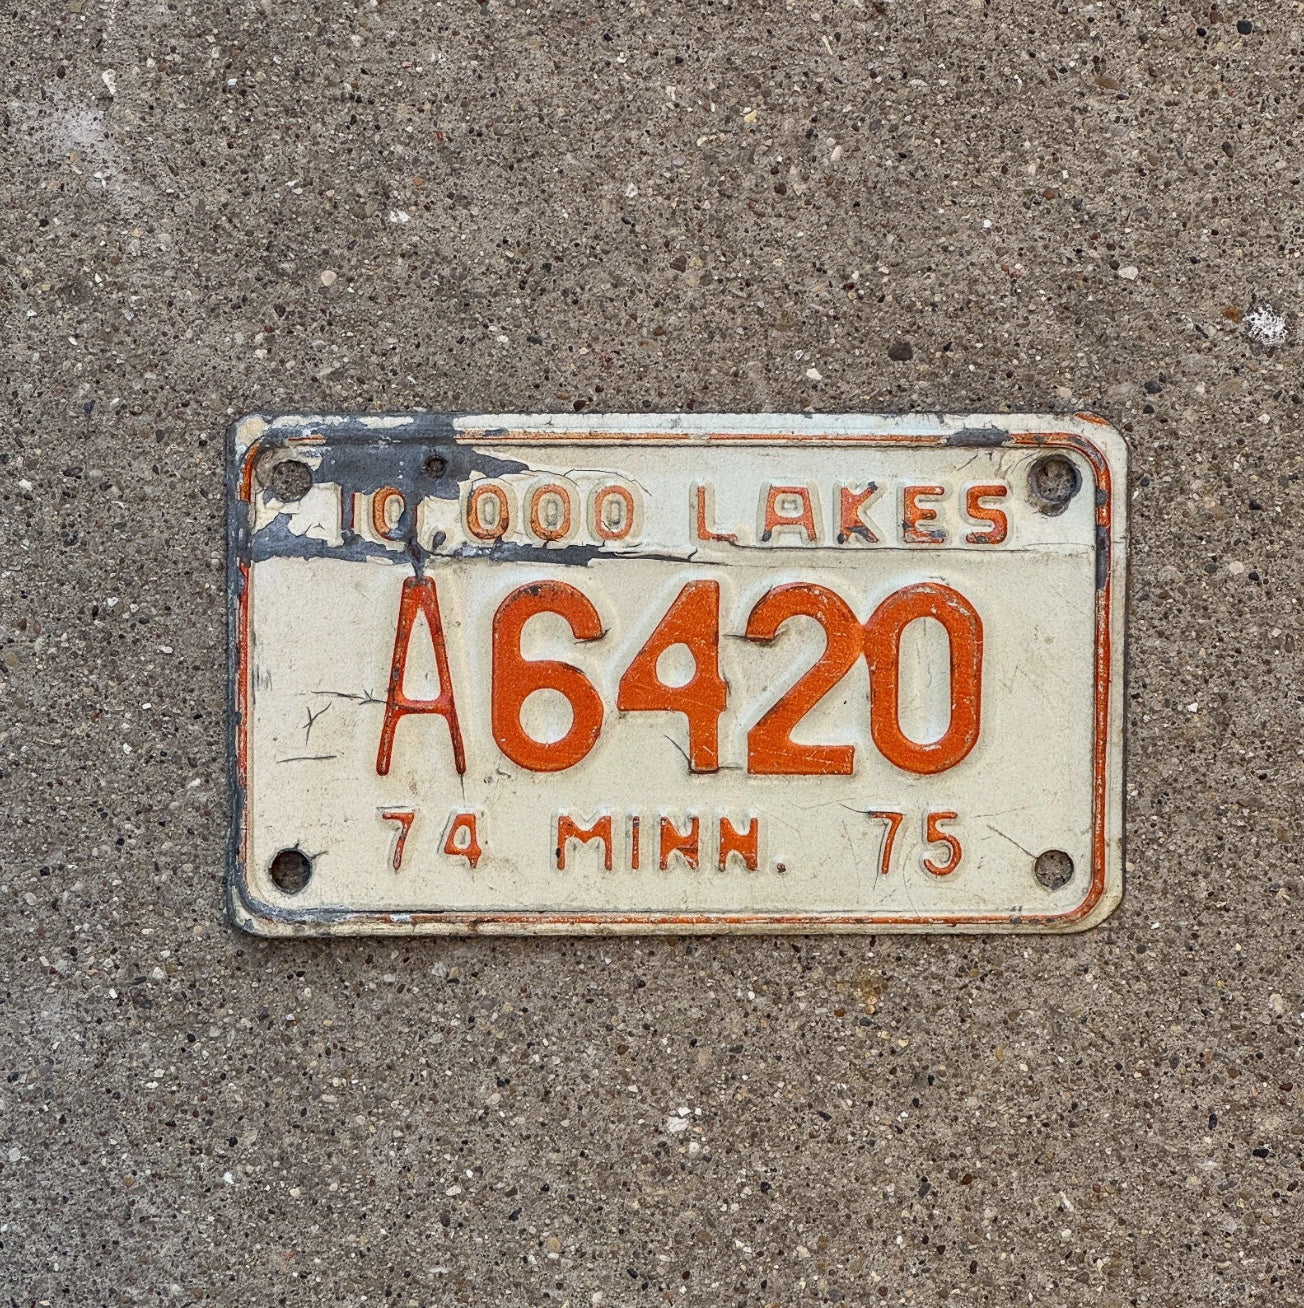 10,000 LAKES
A6420
74 MINN. 75